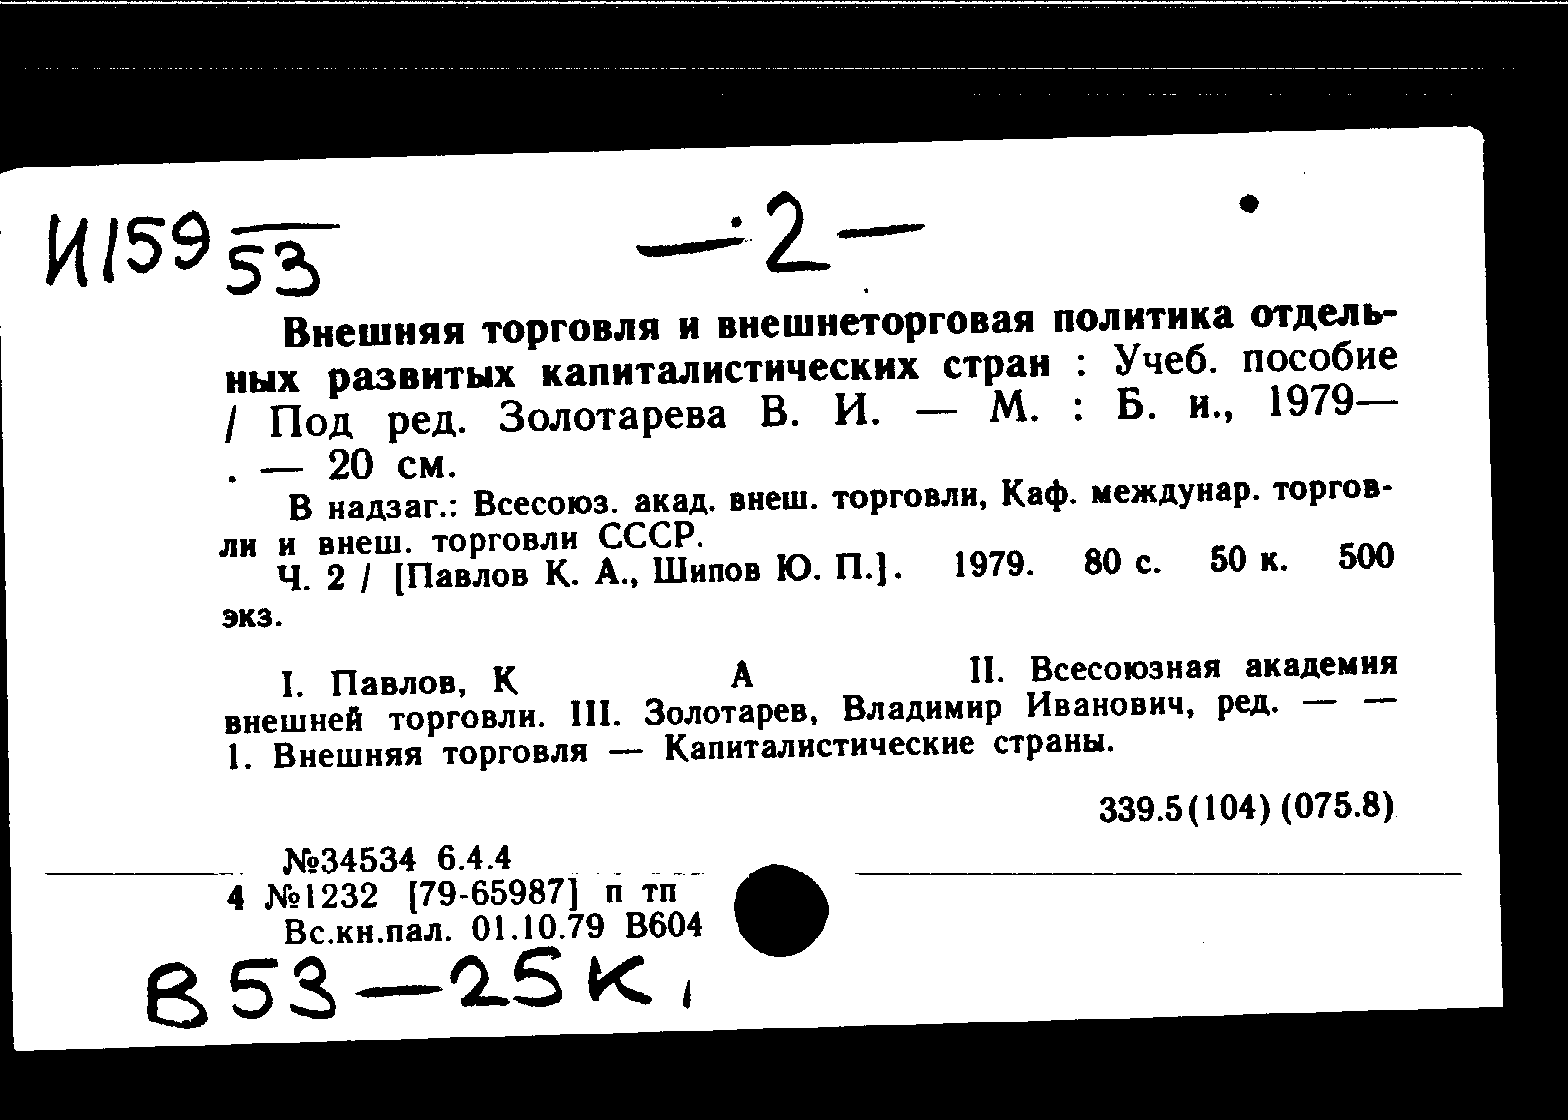 И159 53
— 2 —
Внешняя торговля и внешнеторговая политика отдель-
ных развитых капиталистических стран : Учеб. пособие
/ Под ред. Золотарева В. И. — М. : Б. и., 1979—
. — 20 см.
В надзаг.: Всесоюз. акад. внеш. торговли, Каф. междунар. торгов-
ли и внеш. торговли СССР.
Ч. 2 / [Павлов К. А., Шипов Ю. П.]. 1979. 80 с. 50 к. 500
экз.
I. Павлов, К А II. Всесоюзная академия
внешней торговли. III. Золотарев, Владимир Иванович, ред. — —
1. Внешняя торговля — Капиталистические страны.
339.5(104) (075.8)
№34534 6.4.4
4 №1232 [79-65987] п тп
Вс.кн.пал. 01.10.79 В604
В 53—25К,